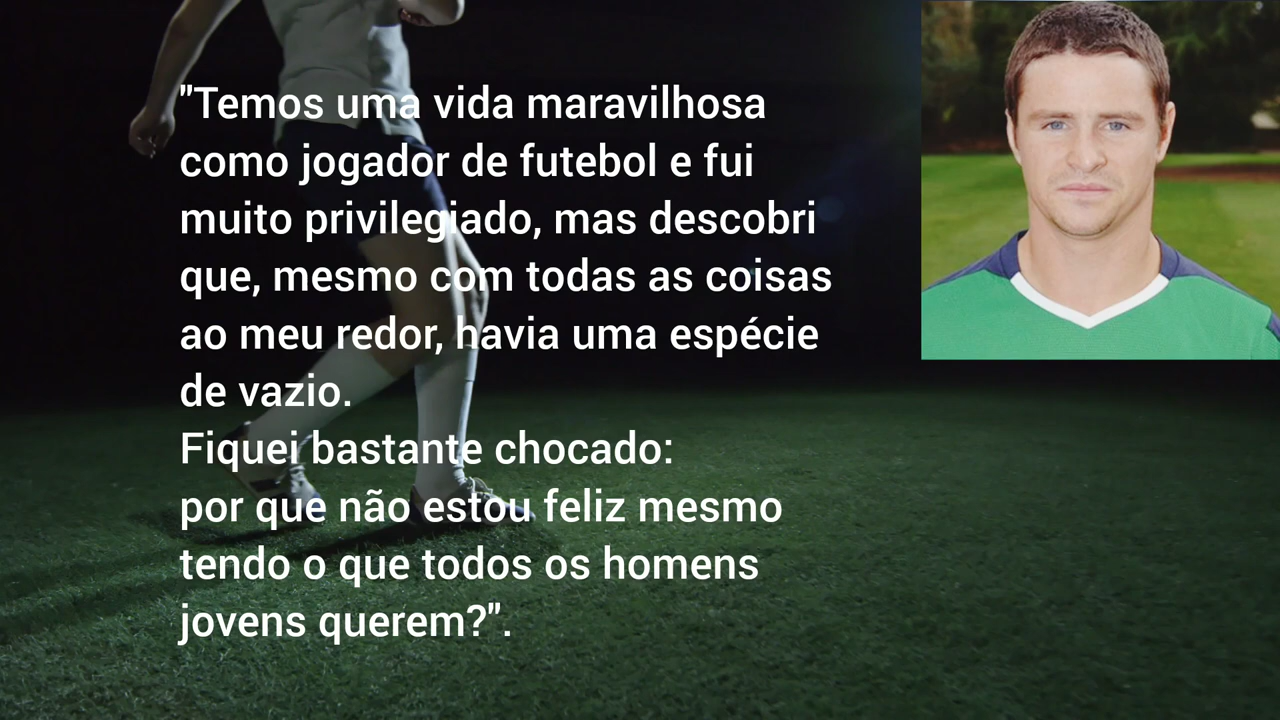 "Temos uma vida maravilhosa
como jogador de futebol e fui
muito privilegiado, mas descobri
que, mesmo com todas as coisas
ao meu redor, havia uma espécie
de vazio.
Fiquei bastante chocado:
por que não estou feliz mesmo
tendo o que todos os homens
jovens querem?".